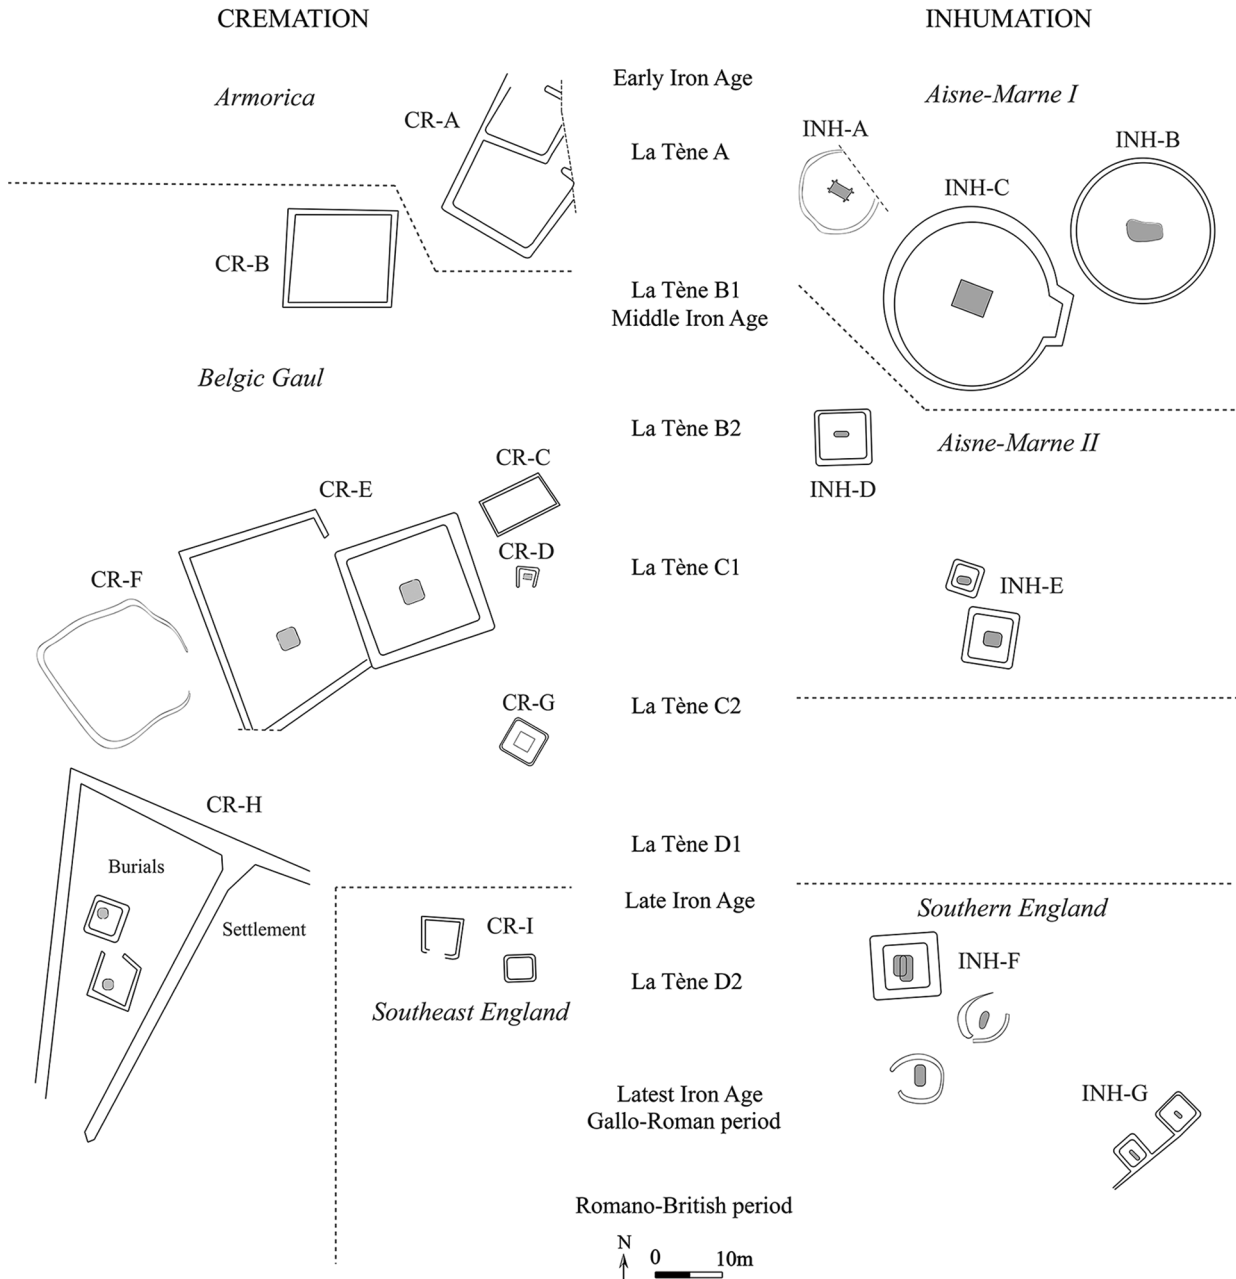 CREMATION
INHUMATION
Early Iron Age
Armorica
Aisne-Marne I
CR-A
INH-A
INH-B
La Tène A
INH-C
CR-B
La Tène B1
Middle Iron Age
Belgic Gaul
La Tène B2
Aisne-Marne II
CR-C
CR-E
INH-D
CR-D
La Tène C1
CR-F
INH-E
CR-G
La Tène C2
CR-H
La Tène D1
Burials
Late Iron Age
Southern England
Settlement
CR-I
INH-F
La Tène D2
Southeast England
Latest Iron Age
Gallo-Roman period
INH-G
Romano-British period
N
0 10m